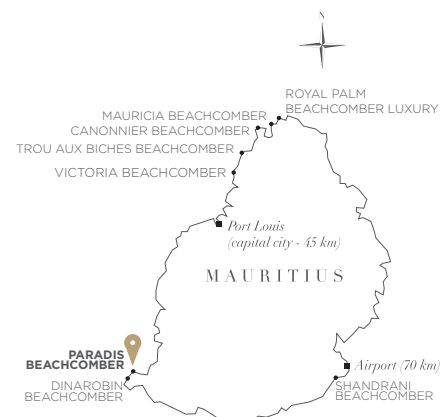 N
ROYAL PALM
BEACHCOMBER LUXURY
MAURICIA BEACHCOMBER
CANONNIER BEACHCOMBER
TROU AUX BICHES BEACHCOMBER
VICTORIA BEACHCOMBER
Port Louis
(capital city - 45 km)
MAURITIUS
PARADIS
BEACHCOMBER
Airport (70 km)
DINAROBIN
BEACHCOMBER
SHANDRANI
BEACHCOMBER